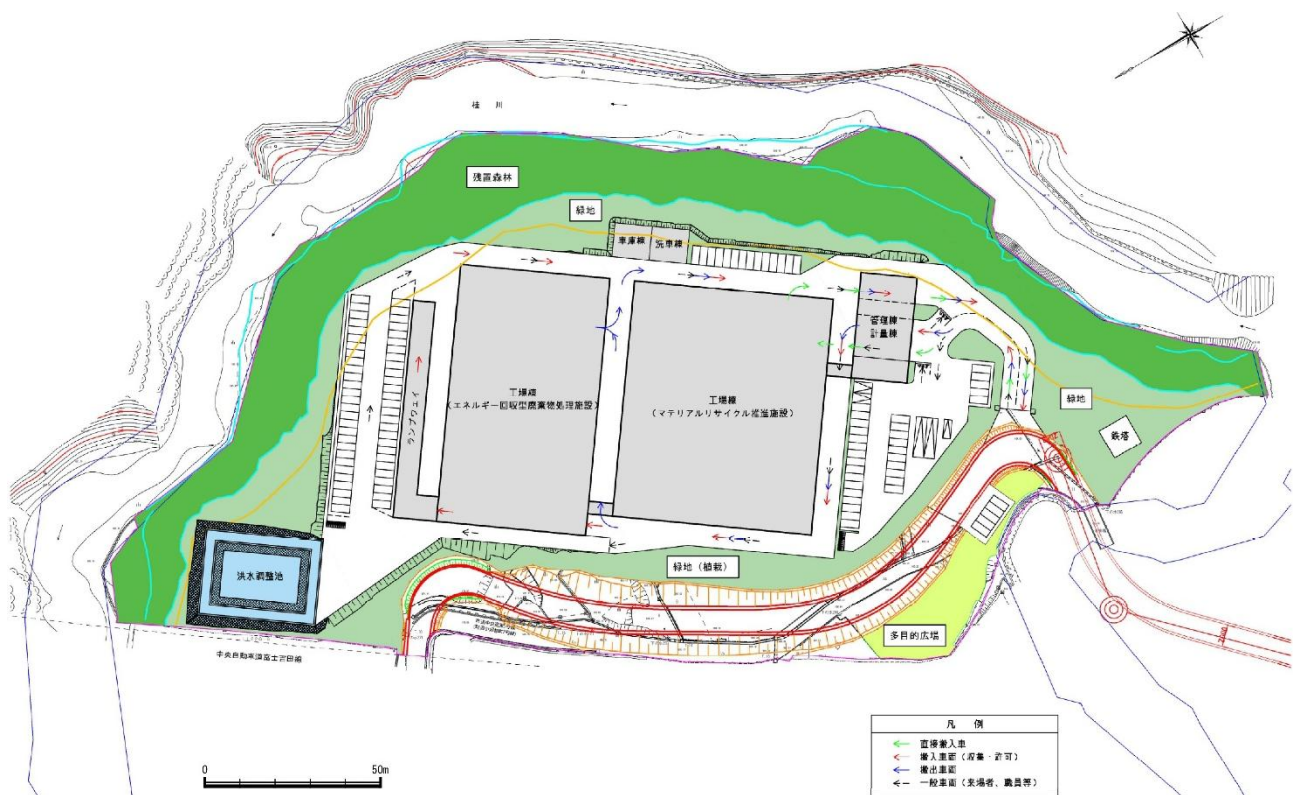 桂川
残置森林
緑地
車庫棟
洗車棟
管理棟
計量棟
ランプウェイ
工場棟
(エネルギー回収型廃棄物処理施設)
工場棟
(マテリアルリサイクル推進施設)
緑地
鉄塔
洪水調整池
緑地(植栽)
多目的広場
中央自動車道富士吉田線
0
50m
凡 例
直接搬入車
搬入車両(収集・許可)
搬出車両
一般車両(来場者、職員等)